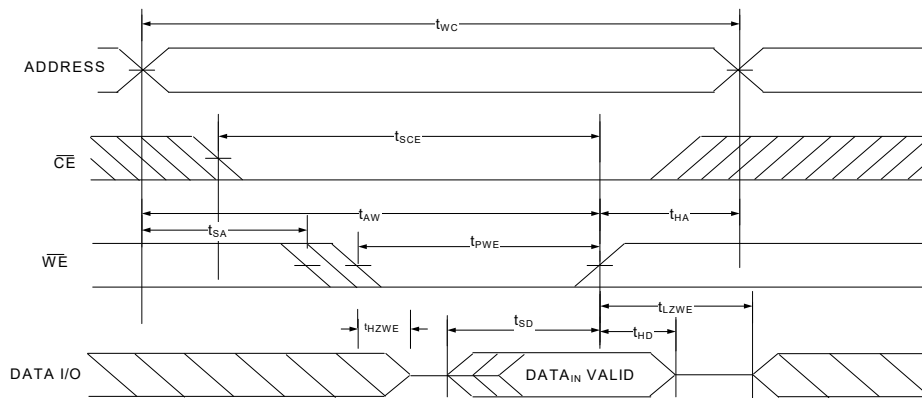 tWC
ADDRESS
tSCE
CE
tAW
tHA
tSA
tPWE
WE
tLZWE
tHZWE
tSD
tHD
DATA I/O
DATAIN VALID